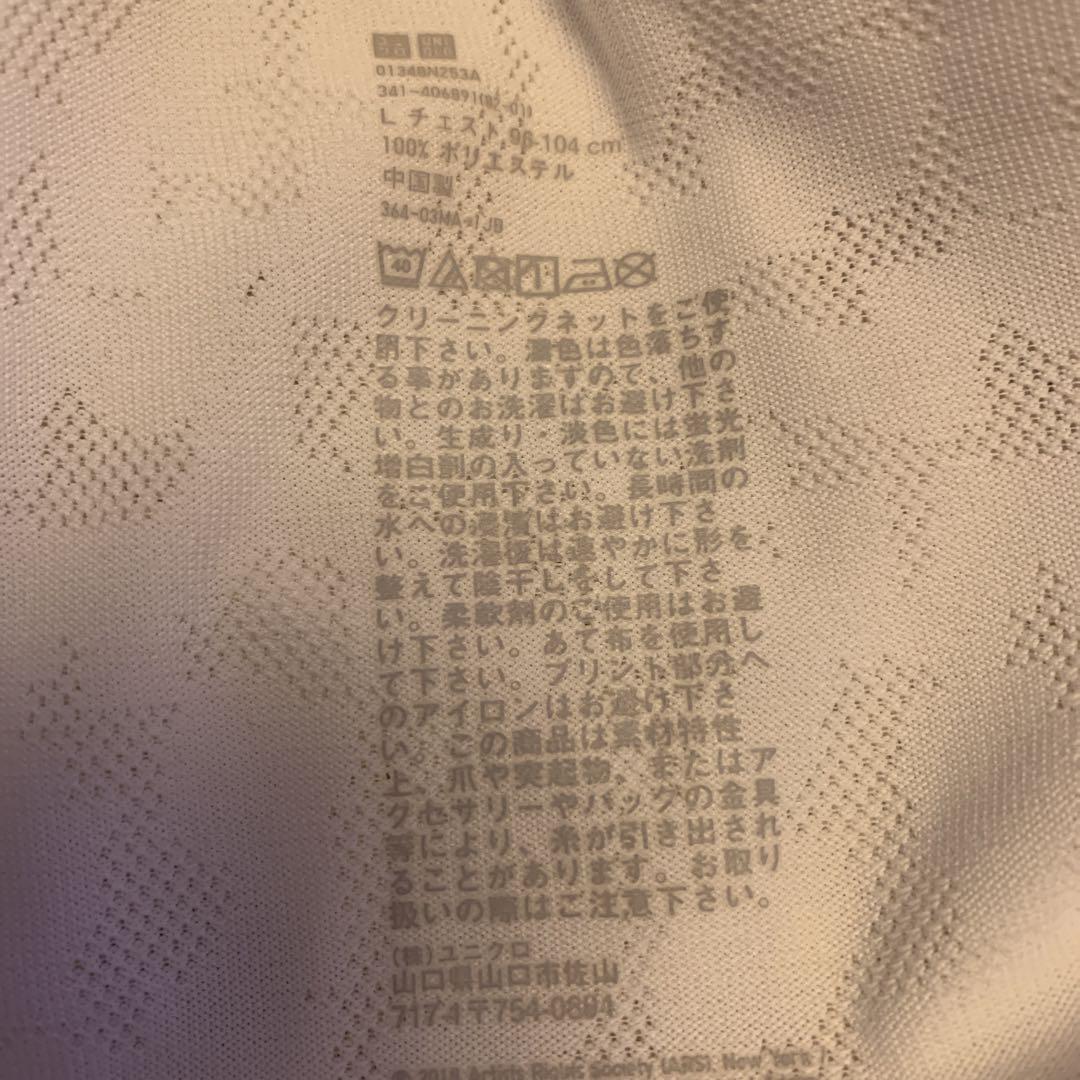 0134BN253A
L チェスト 96-104 cm
100% ポリエステル
中国製
364-03MA-1JB
40
クリーニングネットをご使
用下さい。濃色は色落ちす
る事がありますので、他の
物とのお洗濯はお避け下さ
い。生成り・淡色には蛍光
増白剤の入っていない洗剤
をご使用下さい。長時間の
水への浸漬はお避け下さ
い。洗濯後は速やかに形を
整えて陰干しをして下さ
い。柔軟剤のご使用はお避
け下さい。あて布を使用し
て下さい。プリント部分へ
のアイロンはお避け下さ
い。この商品は素材特性
上、爪や突起物、またはア
クセサリーやバッグの金具
等により、糸が引き出され
ることがあります。お取り
扱いの際はご注意下さい。
(株)ユニクロ
山口県山口市佐山
〒754-0894
© 2018 Artists Rights Society (ARS), New York /